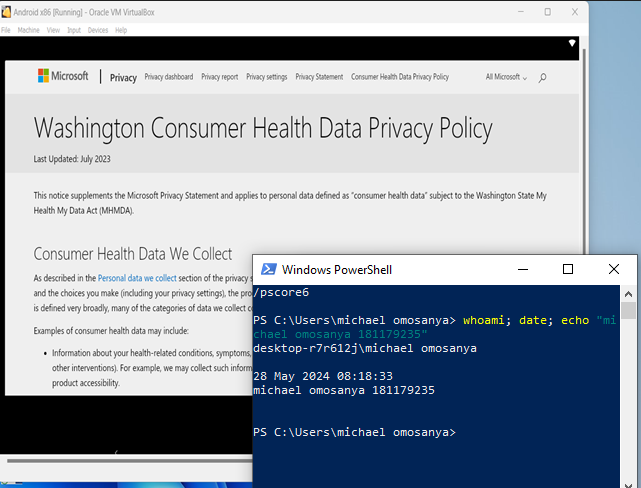 Android x86 [Running] - Oracle VM VirtualBox
File Machine View Input Devices Help
Microsoft | Privacy Privacy dashboard Privacy report Privacy settings Privacy Statement Consumer Health Data Privacy Policy All Microsoft
Washington Consumer Health Data Privacy Policy
Last Updated: July 2023
This notice supplements the Microsoft Privacy Statement and applies to personal data defined as “consumer health data” subject to the Washington State My
Health My Data Act (MHMDA).
Consumer Health Data We Collect
As described in the Personal data we collect section of the privacy
and the choices you make (including your privacy settings), the
is defined very broadly, many of the categories of data we collect
Examples of consumer health data may include:
• Information about your health-related conditions, symptoms,
other interventions). For example, we may collect such
product accessibility.
Windows PowerShell
/pscore6
PS C:\Users\michael omosanya> whoami; date; echo "mi
chael omosanya 181179235"
desktop-r7r612j\michael omosanya
28 May 2024 08:18:33
michael omosanya 181179235
PS C:\Users\michael omosanya>